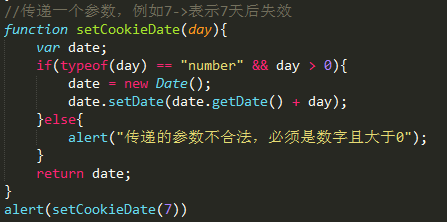 //传递一个参数，例如7->表示7天后失效
function setCookieDate(day){
    var date;
    if(typeof(day) == "number" && day > 0){
        date = new Date();
        date.setDate(date.getDate() + day);
    }else{
        alert("传递的参数不合法，必须是数字且大于0");
    }
    return date;
}
alert(setCookieDate(7))